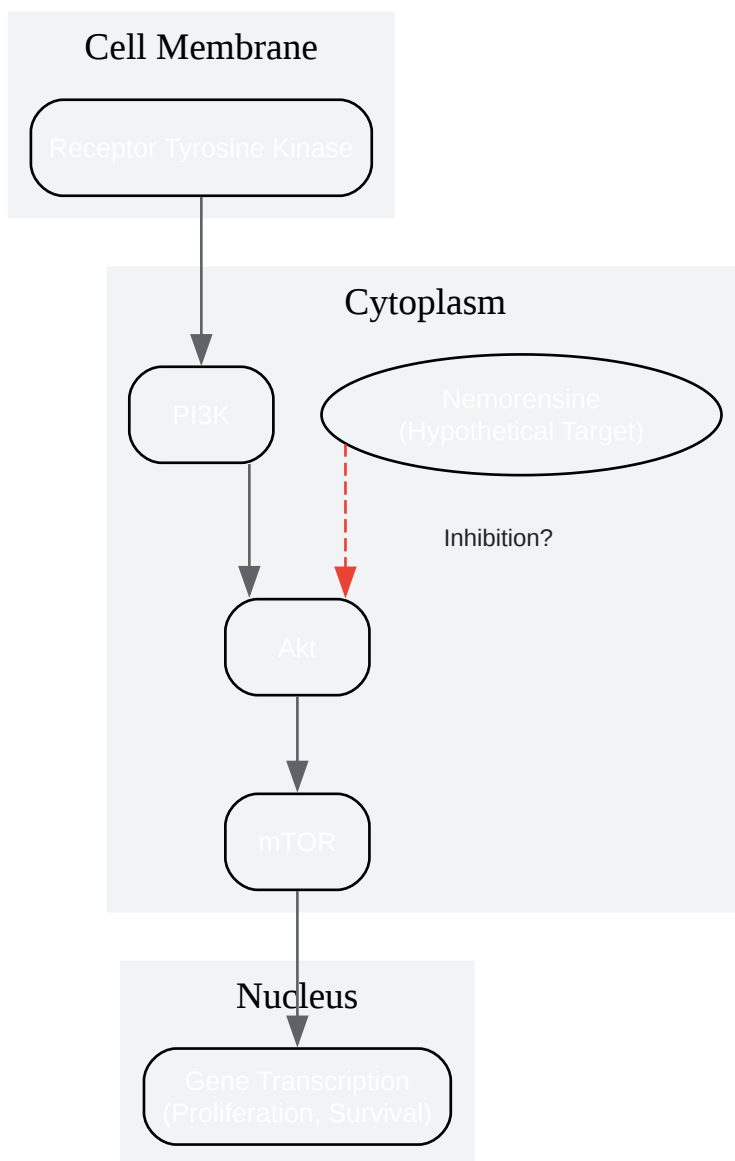 Cell Membrane
Receptor Tyrosine Kinase
Cytoplasm
PI3K
Nemorensine
(Hypothetical Target)
Inhibition?
Akt
mTOR
Nucleus
Gene Transcription
(Proliferation, Survival)